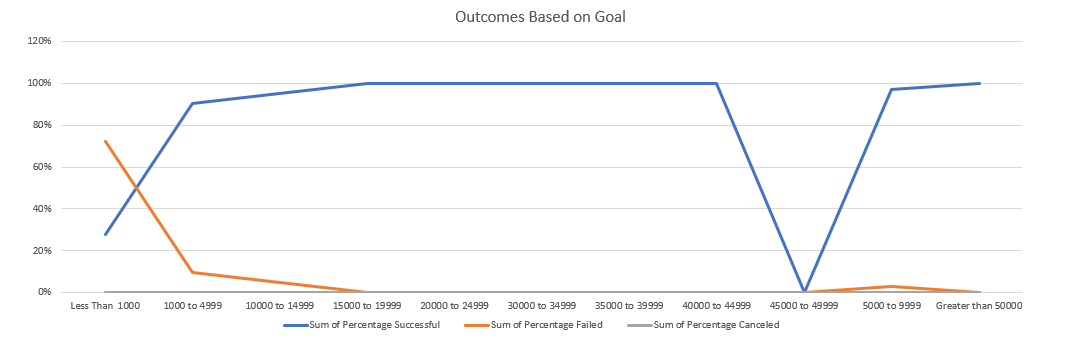 Outcomes Based on Goal
120%
100%
80%
60%
40%
20%
0%
Less Than 1000 1000 to 4999 10000 to 14999 15000 to 19999 20000 to 24999 30000 to 34999 35000 to 39999 40000 to 44999 45000 to 49999 5000 to 9999 Greater than 50000
Sum of Percentage Successful Sum of Percentage Failed Sum of Percentage Canceled